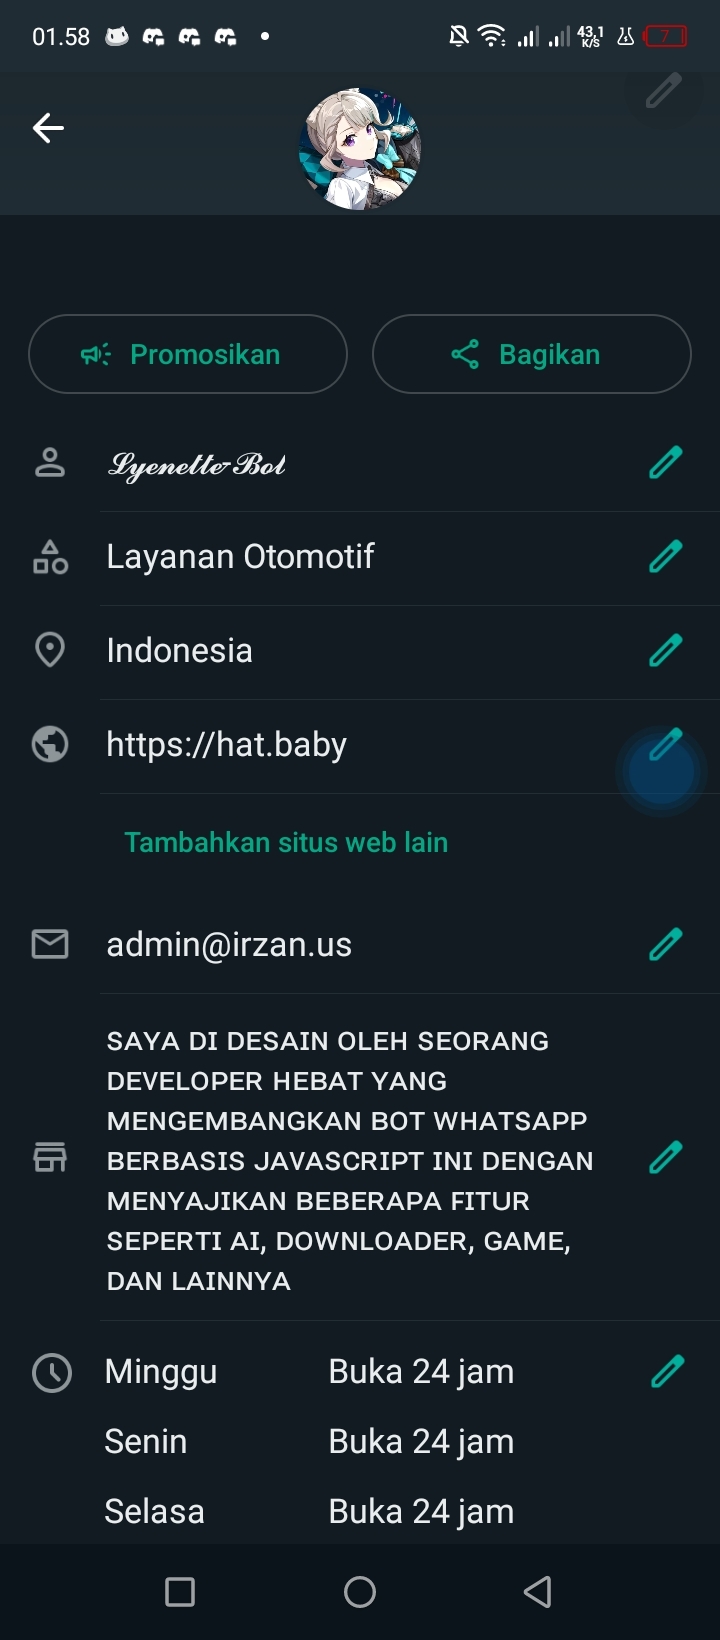 01.58
43,1
K/S
7
Promosikan
Bagikan
𝓛𝔂𝓮𝓷𝓮𝓽𝓽𝓮-𝓑𝓸𝓽
Layanan Otomotif
Indonesia
https://hat.baby
Tambahkan situs web lain
admin@irzan.us
SAYA DI DESAIN OLEH SEORANG
DEVELOPER HEBAT YANG
MENGEMBANGKAN BOT WHATSAPP
BERBASIS JAVASCRIPT INI DENGAN
MENYAJIKAN BEBERAPA FITUR
SEPERTI AI, DOWNLOADER, GAME,
DAN LAINNYA
Minggu Buka 24 jam
Senin Buka 24 jam
Selasa Buka 24 jam